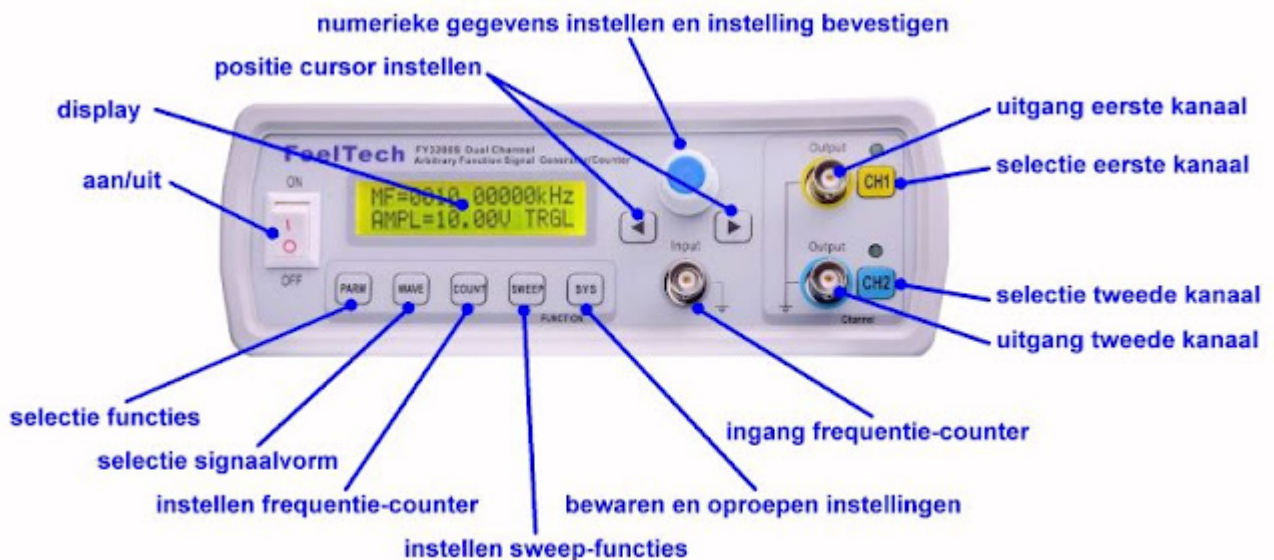 numerieke gegevens instellen en instelling bevestigen
positie cursor instellen
display
uitgang eerste kanaal
FeelTech FY3200S Dual Channel
Arbitrary Function Signal Generator/Counter
Output
aan/uit
ON
selectie eerste kanaal
CH1
MF=0010.00000kHz
AMPL=10.00V TRGL
Input
Output
OFF
PARM WAVE COUNT SWEEP SYS
CH2
selectie tweede kanaal
FUNCTION
Channel
uitgang tweede kanaal
selectie functies
ingang frequentie-counter
selectie signaalvorm
instellen frequentie-counter
bewaren en oproepen instellingen
instellen sweep-functies